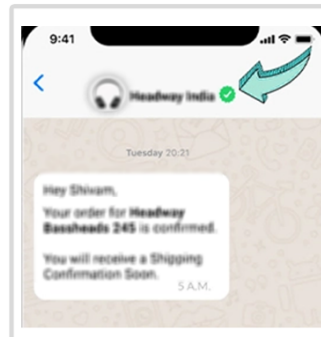 9:41
Headway India
Tuesday 20:21
Hey Shivam,
Your order for Headway
Bassheads 245 is confirmed.
You will receive a Shipping
Confirmation Soon.
5 A.M.